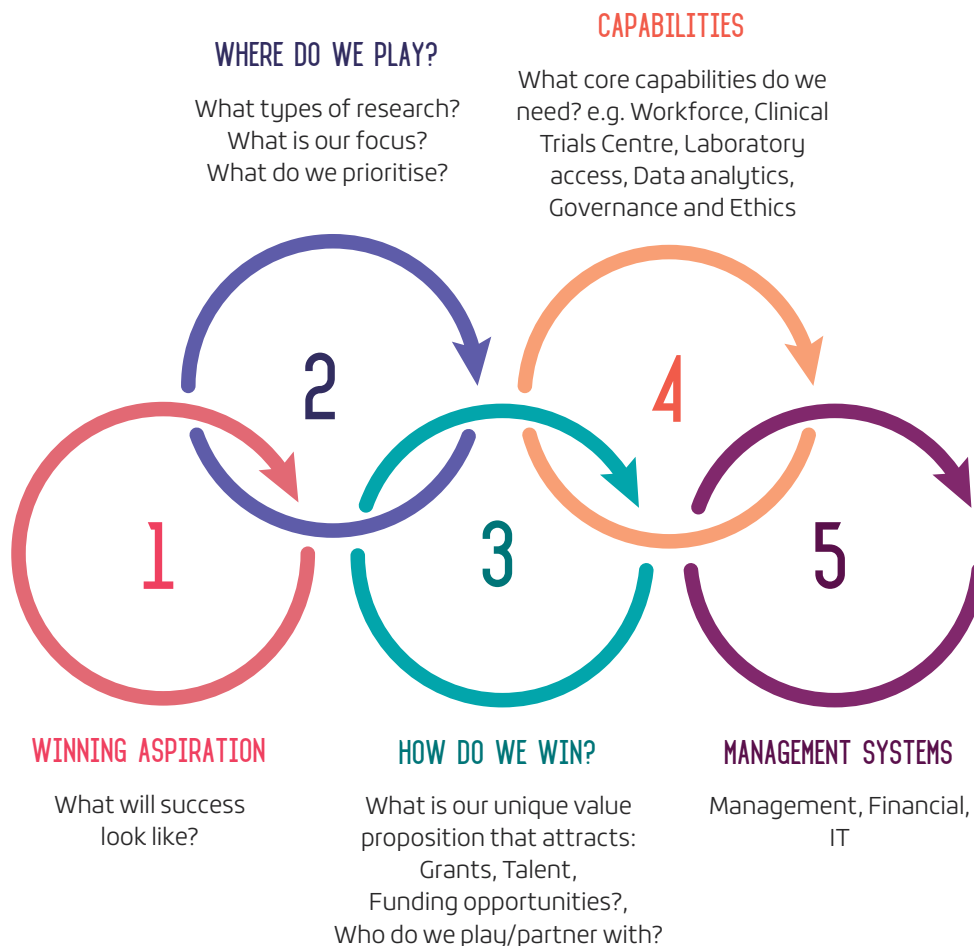 CAPABILITIES
WHERE DO WE PLAY?
What types of research?
What is our focus?
What do we prioritise?
What core capabilities do we
need? e.g. Workforce, Clinical
Trials Centre, Laboratory
access, Data analytics,
Governance and Ethics
2
4
1
3
5
WINNING ASPIRATION
What will success
look like?
HOW DO WE WIN?
What is our unique value
proposition that attracts:
Grants, Talent,
Funding opportunities?,
Who do we play/partner with?
MANAGEMENT SYSTEMS
Management, Financial,
IT